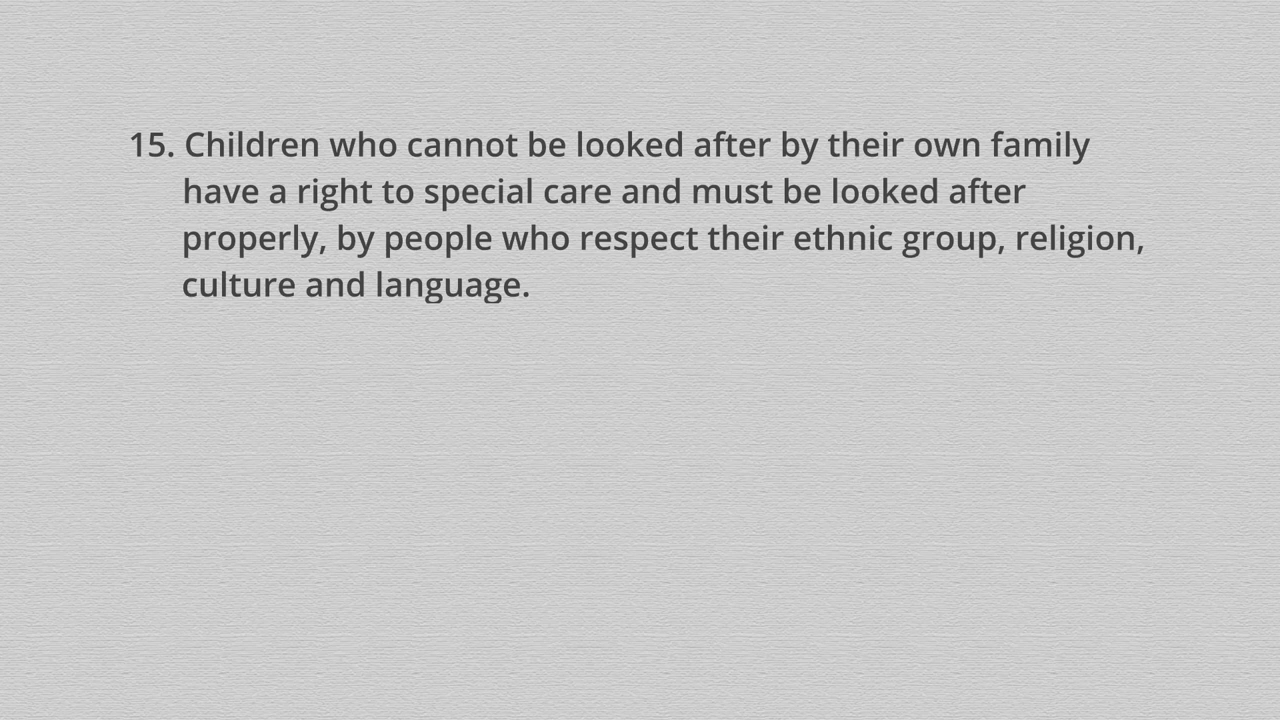 15. Children who cannot be looked after by their own family
have a right to special care and must be looked after
properly, by people who respect their ethnic group, religion,
culture and language.